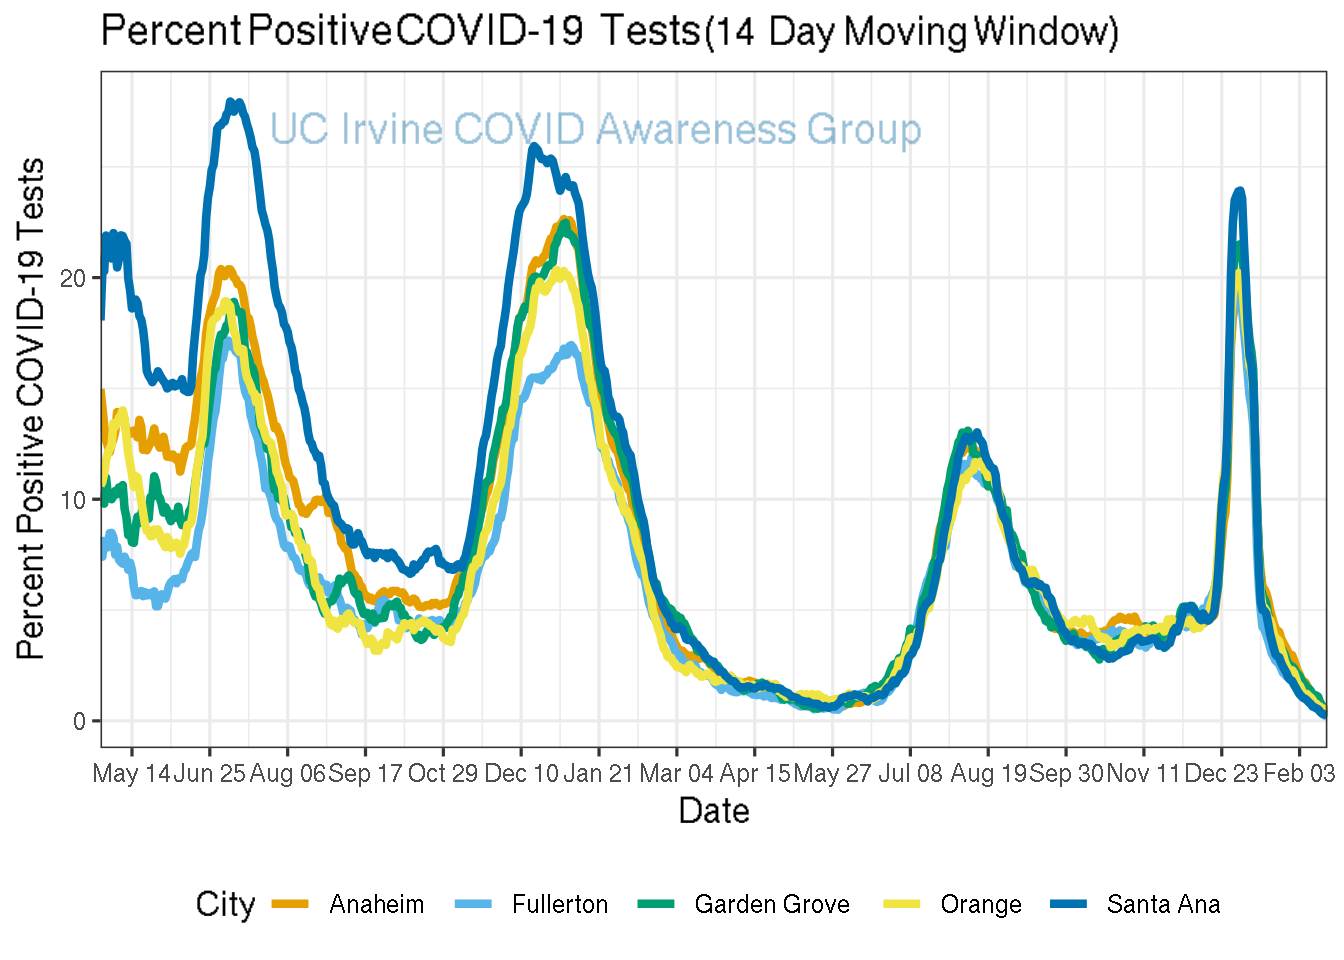 Percent Positive COVID-19 Tests (14 Day Moving Window)
UC Irvine COVID Awareness Group
Percent Positive COVID-19 Tests
20
10
0
May 14 Jun 25 Aug 06 Sep 17 Oct 29 Dec 10 Jan 21 Mar 04 Apr 15 May 27 Jul 08 Aug 19 Sep 30 Nov 11 Dec 23 Feb 03
Date
City Anaheim Fullerton Garden Grove Orange Santa Ana